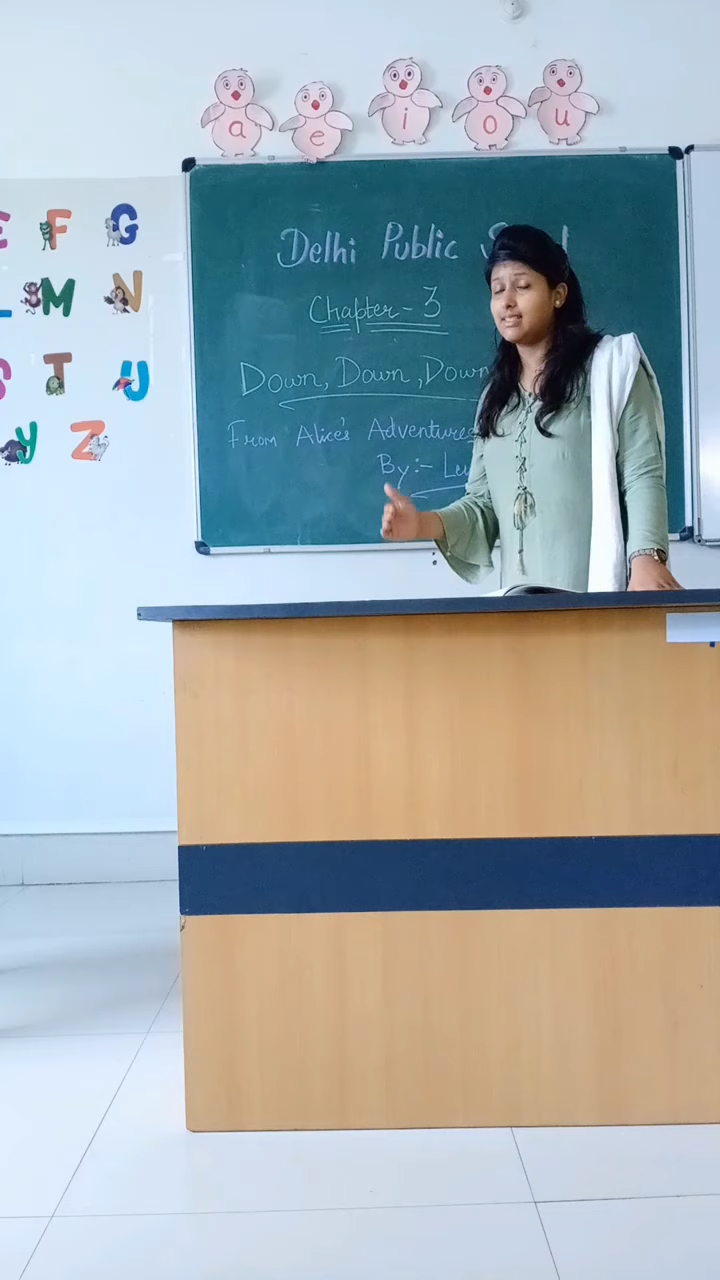 a e i o u
F G
M N
S T U
y Z
Delhi Public
Chapter-3
Down, Down, Down
From Alice's Adventures
By:-